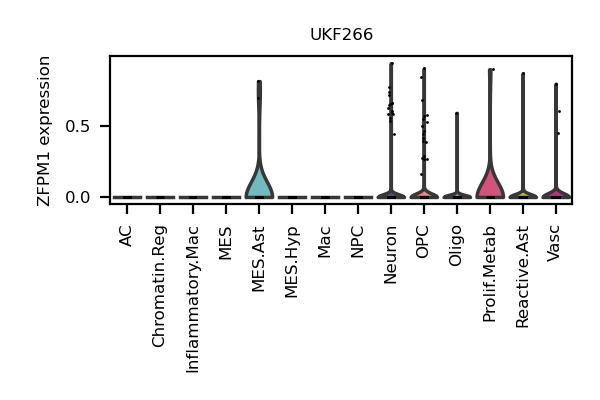 UKF266
ZFPM1 expression
0.5
0.0
AC
Chromatin.Reg
Inflammatory.Mac
MES
MES.Ast
MES.Hyp
Mac
NPC
Neuron
OPC
Oligo
Prolif.Metab
Reactive.Ast
Vasc